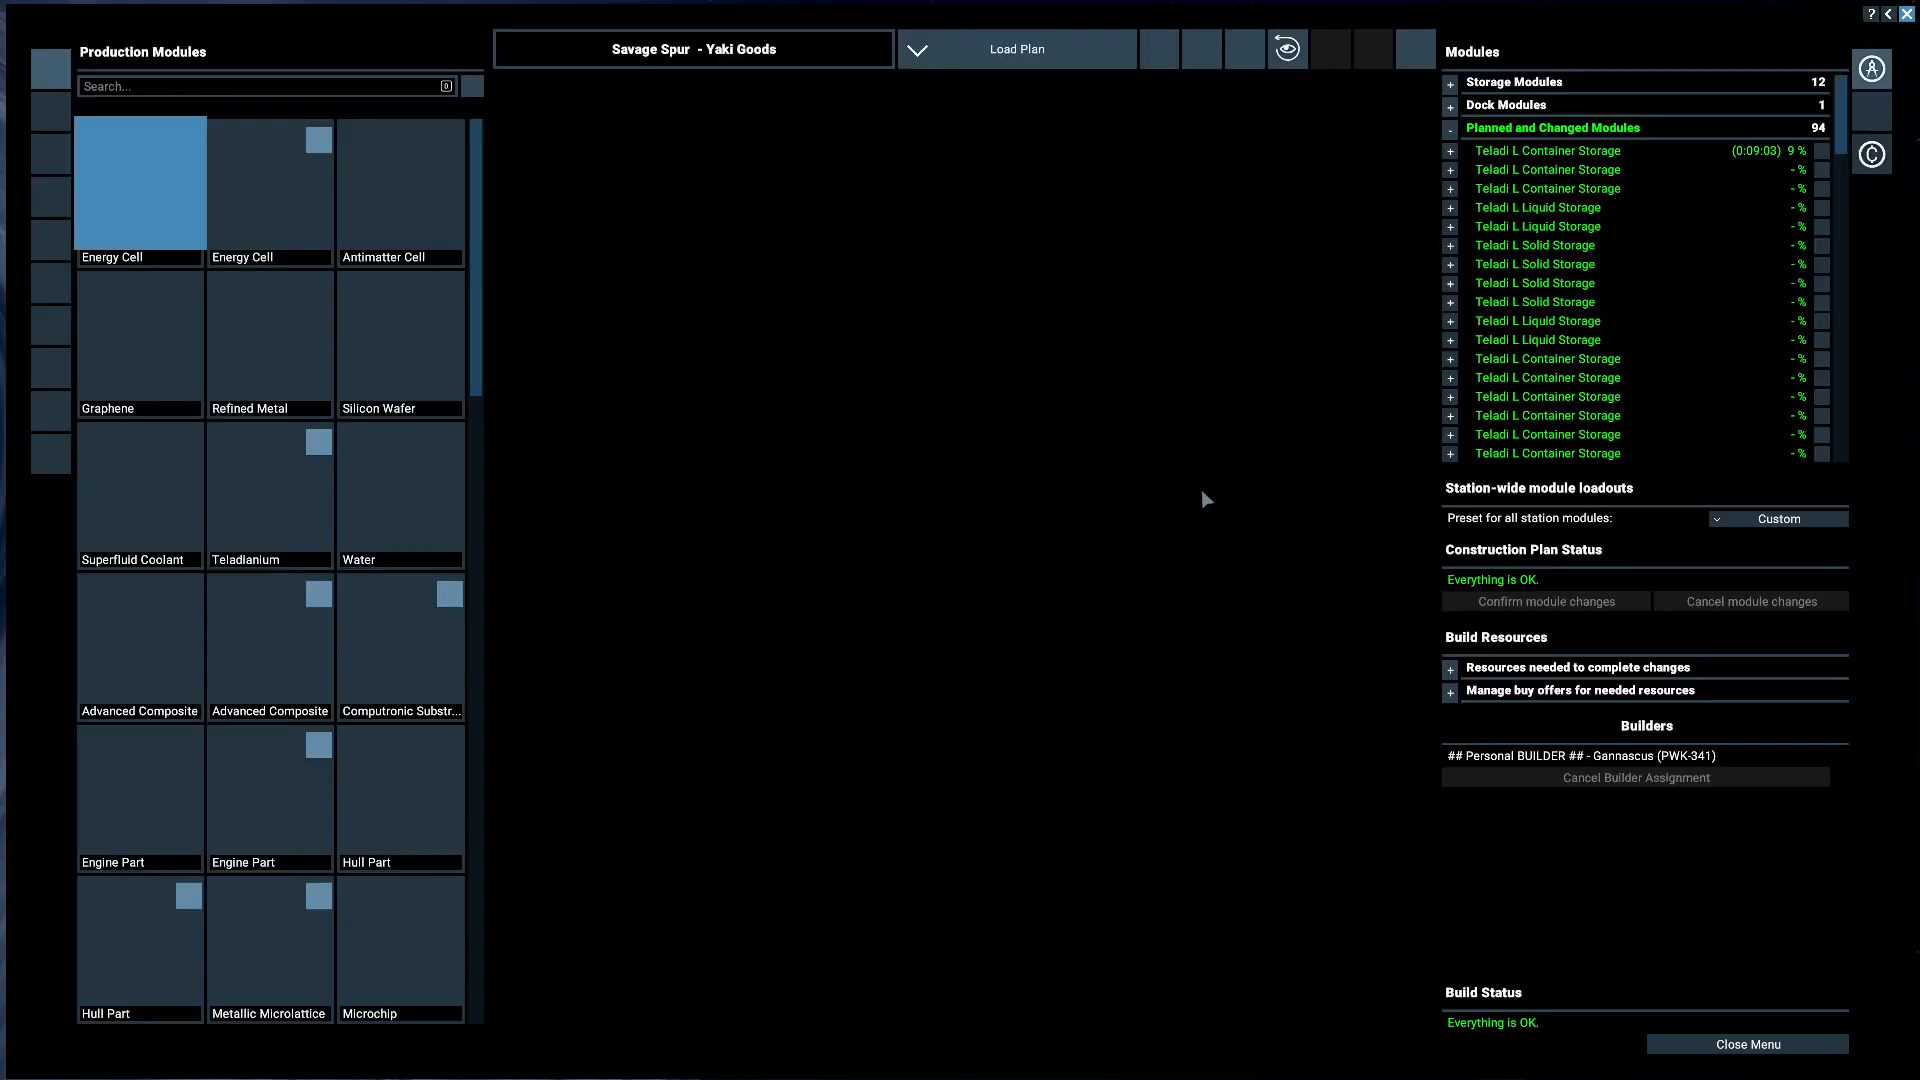 Production Modules
Search...
0
Energy Cell
Energy Cell
Antimatter Cell
Graphene
Refined Metal
Silicon Wafer
Superfluid Coolant
Teladianium
Water
Advanced Composite
Advanced Composite
Computronic Substr...
Engine Part
Engine Part
Hull Part
Hull Part
Metallic Microlattice
Microchip
Savage Spur - Yaki Goods
Load Plan
?
Modules
+ Storage Modules 12
+ Dock Modules 1
- Planned and Changed Modules 94
+ Teladi L Container Storage (0:09:03) 9 %
+ Teladi L Container Storage - %
+ Teladi L Container Storage - %
+ Teladi L Liquid Storage - %
+ Teladi L Liquid Storage - %
+ Teladi L Solid Storage - %
+ Teladi L Solid Storage - %
+ Teladi L Solid Storage - %
+ Teladi L Solid Storage - %
+ Teladi L Liquid Storage - %
+ Teladi L Liquid Storage - %
+ Teladi L Container Storage - %
+ Teladi L Container Storage - %
+ Teladi L Container Storage - %
+ Teladi L Container Storage - %
+ Teladi L Container Storage - %
+ Teladi L Container Storage - %
Station-wide module loadouts
Preset for all station modules: Custom
Construction Plan Status
Everything is OK.
Confirm module changes Cancel module changes
Build Resources
+ Resources needed to complete changes
+ Manage buy offers for needed resources
Builders
## Personal BUILDER ## - Gannascus (PWK-341)
Cancel Builder Assignment
Build Status
Everything is OK.
Close Menu